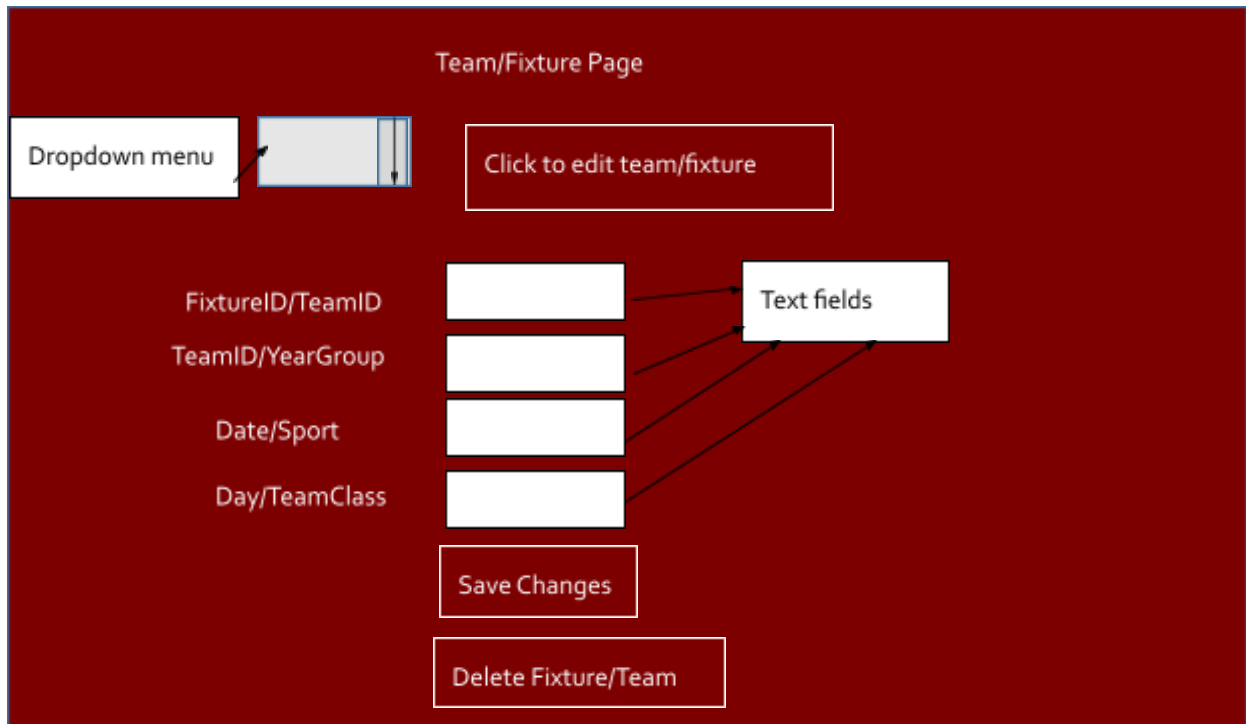 Team/Fixture Page
Dropdown menu
Click to edit team/fixture
FixtureID/TeamID
Text fields
TeamID/YearGroup
Date/Sport
Day/TeamClass
Save Changes
Delete Fixture/Team